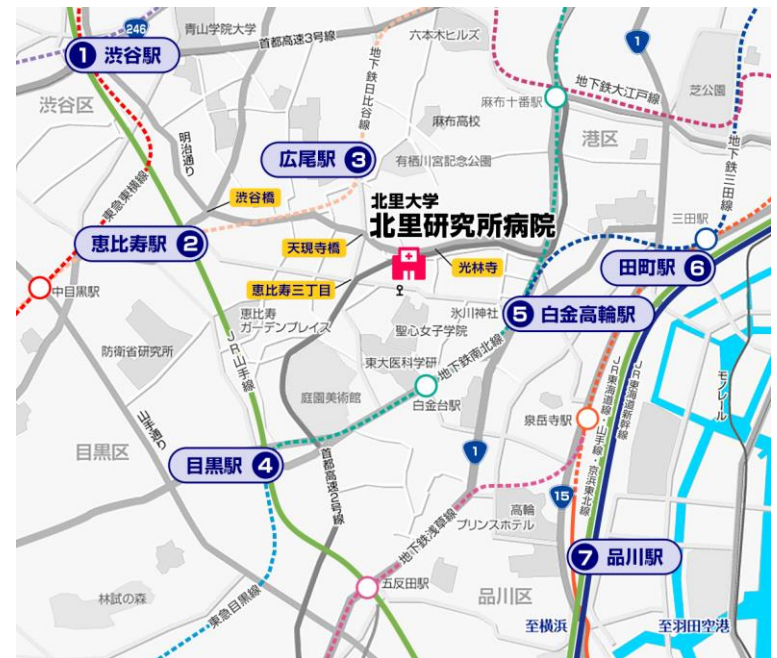 246
青山学院大学
首都高速3号線
六本木ヒルズ
1
① 渋谷駅
地下鉄日比谷線
地下鉄大江戸線
芝公園
渋谷区
麻布十番駅
麻布高校
港区
明治通り
広尾駅 ③
有栖川宮記念公園
地下鉄三田線
東急東横線
渋谷橋
北里大学
北里研究所病院
三田駅
恵比寿駅 ②
天現寺橋
光林寺
田町駅 ⑥
中目黒駅
恵比寿三丁目
恵比寿
ガーデンプレイス
氷川神社
⑤ 白金高輪駅
聖心女子学院
防衛省研究所
JR山手線
東大医科学研
地下鉄南北線
JR東海道新幹線
JR東海道線・山手線・京浜東北線
モノレール
庭園美術館
白金台駅
山手通り
泉岳寺駅
目黒区
目黒駅 ④
首都高速2号線
1
15
高輪
プリンスホテル
地下鉄浅草線
⑦ 品川駅
五反田駅
林試の森
東急目黒線
品川区
至横浜
至羽田空港